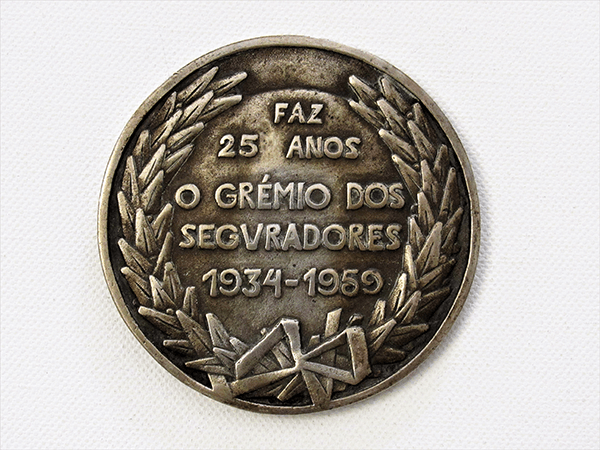 FAZ
25 ANOS
O GRÉMIO DOS
SEGVRADORES
1934-1959